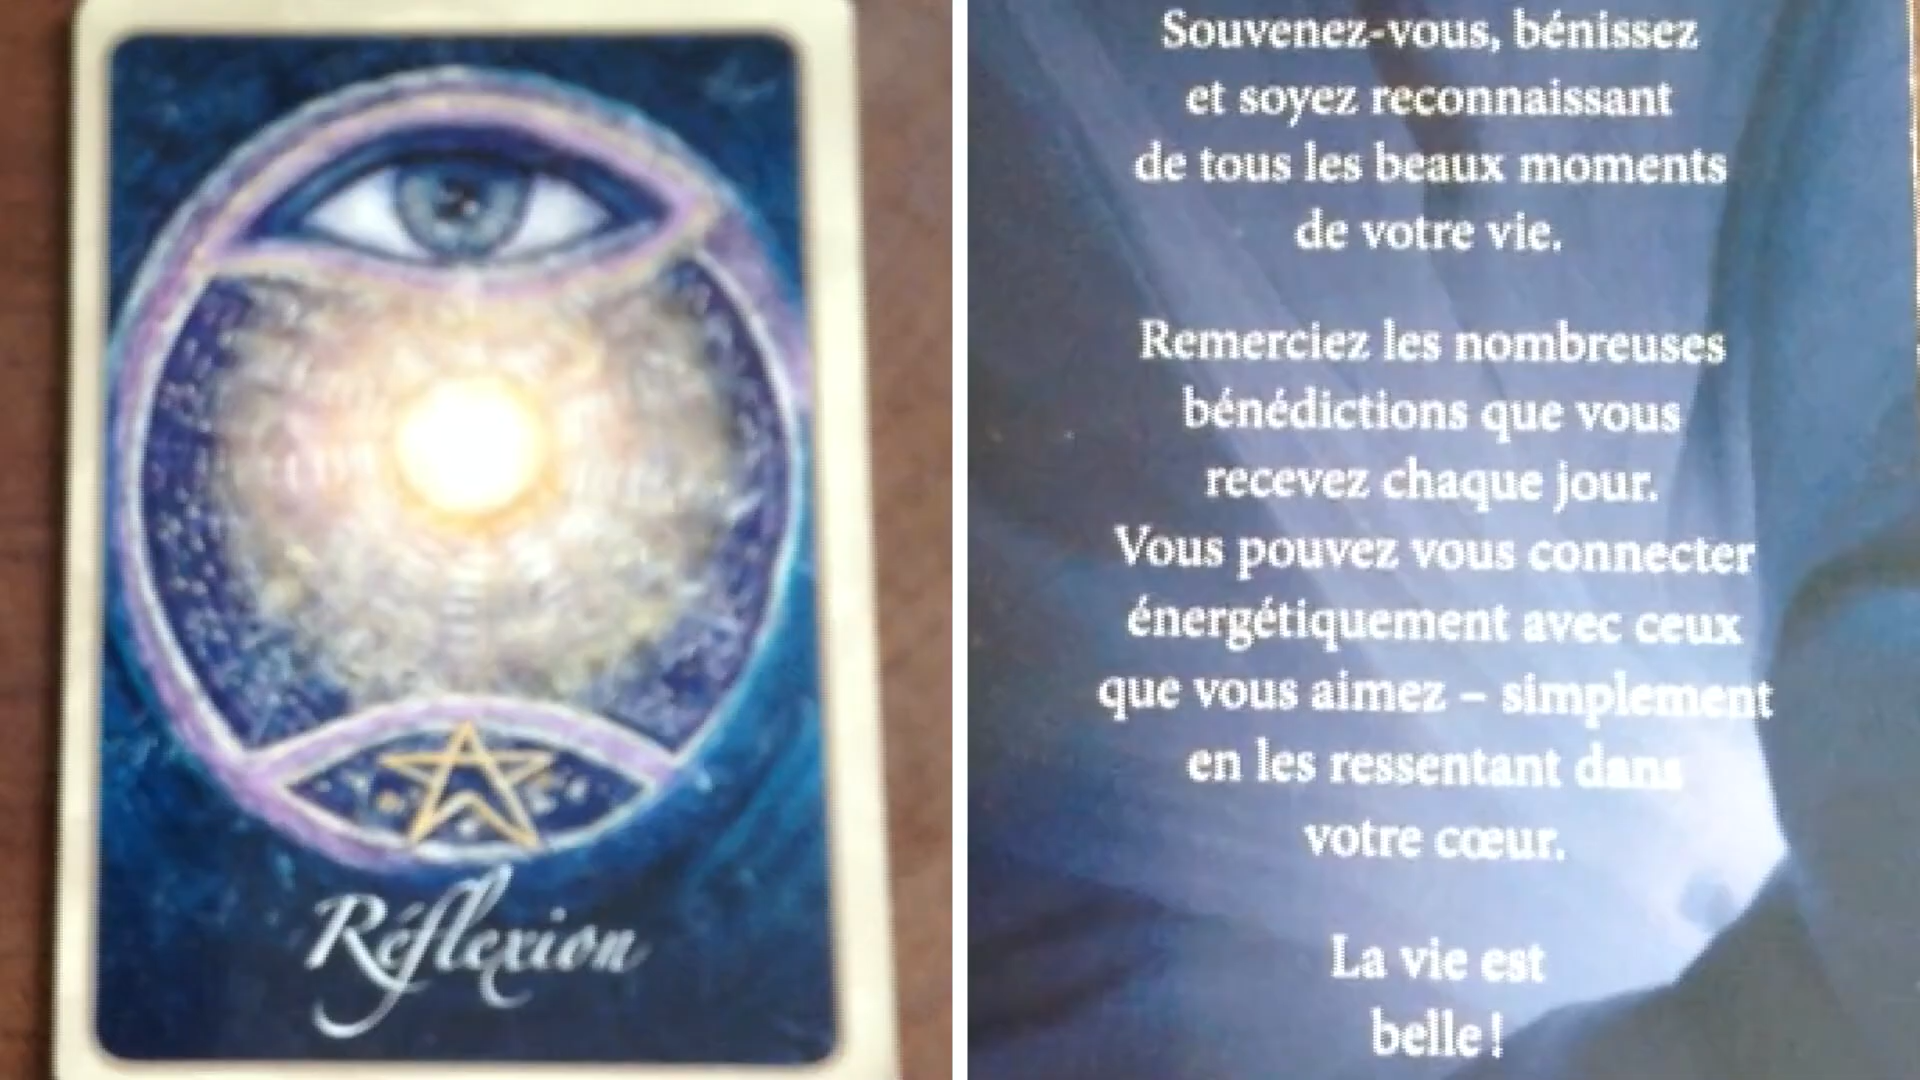 Réflexion
Souvenez-vous, bénissez
et soyez reconnaissant
de tous les beaux moments
de votre vie.
Remerciez les nombreuses
bénédictions que vous
recevez chaque jour.
Vous pouvez vous connecter
énergétiquement avec ceux
que vous aimez – simplement
en les ressentant dans
votre cœur.
La vie est
belle !